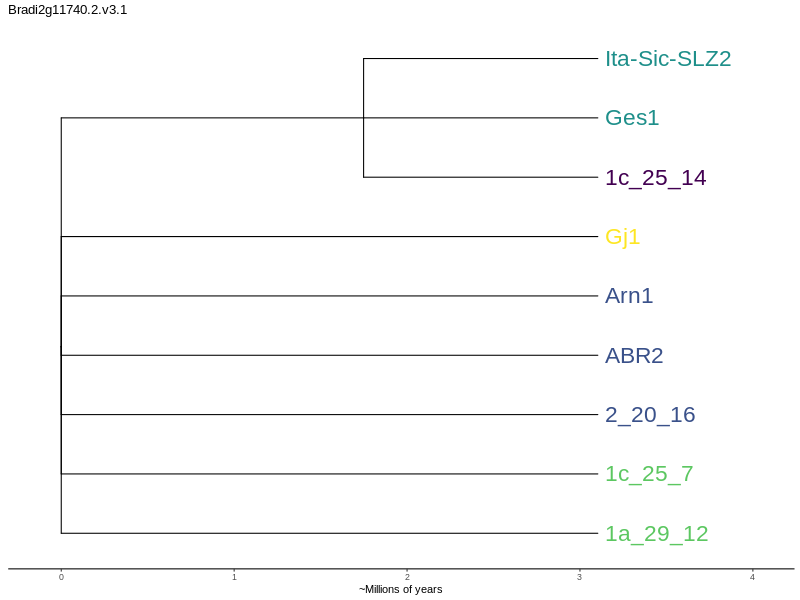 Bradi2g11740.2.v3.1
Ita-Sic-SLZ2
Ges1
1c_25_14
Gj1
Arn1
ABR2
2_20_16
1c_25_7
1a_29_12
0 1 2 3 4
~Millions of years